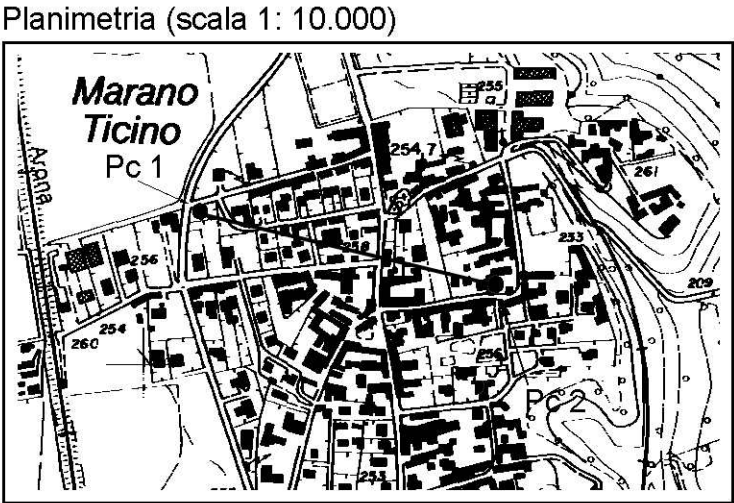 Planimetria (scala 1: 10.000)
Marano
Ticino
Pc 1
Arona
255
254,7
261
258
256
233
209
254
260
256
Pc 2
253